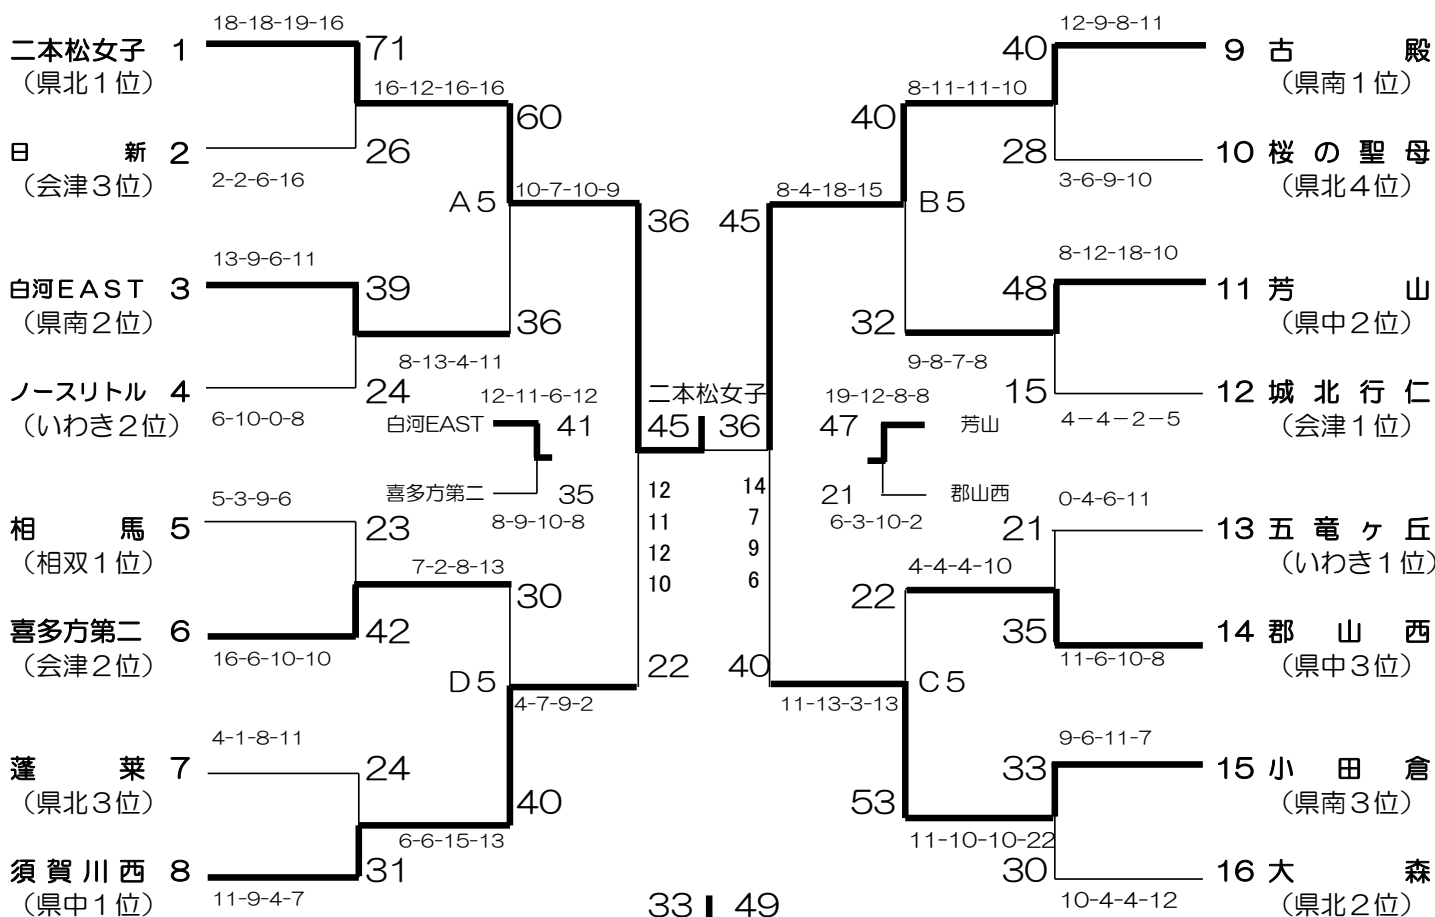 18-18-19-16
二本松女子 1 71
（県北１位）
16-12-16-16
60
日新 2 26
（会津３位） 2-2-6-16
A５ 10-7-10-9
36
13-9-6-11
白河ＥＡＳＴ 3 39
（県南２位）
36
8-13-4-11
ノースリトル 4 24
（いわき２位） 6-10-0-8
12-11-6-12
白河EAST 41
喜多方第二 35
8-9-10-8
5-3-9-6
相馬 5 23
（相双１位）
7-2-8-13
30
喜多方第二 6 42
（会津２位） 16-6-10-10
D５ 22
4-7-9-2
4-1-8-11
蓬莱 7 24
（県北３位）
40
6-6-15-13
須賀川西 8 31
（県中１位） 11-9-4-7
二本松女子
45 36
12 14
11 7
12 9
10 6
33 49
12-9-8-11
40 9 古殿
（県南１位）
8-11-11-10
40
28 10 桜の聖母
3-6-9-10 （県北４位）
8-4-18-15 B５
45
8-12-18-10
48 11 芳山
（県中２位）
32
9-8-7-8
15 12 城北行仁
4－4－2－5 （会津１位）
19-12-8-8
47 芳山
21 郡山西
6-3-10-2
0-4-6-11
21 13 五竜ヶ丘
（いわき１位）
4-4-4-10
22
35 14 郡山西
11-6-10-8 （県中３位）
40 C５
11-13-3-13
9-6-11-7
33 15 小田倉
（県南３位）
53
11-10-10-22
30 16 大森
10-4-4-12 （県北２位）